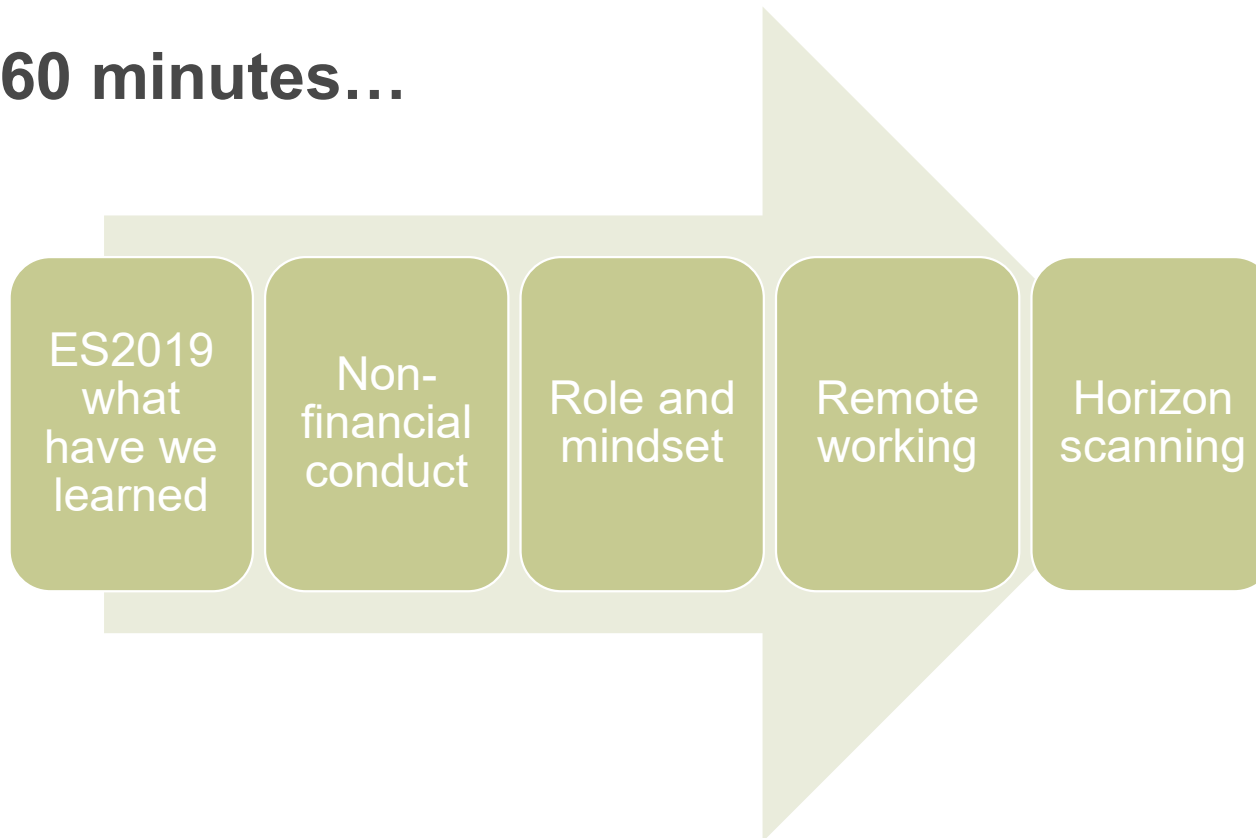 60 minutes…
ES2019
what
have we
learned
Non-
financial
conduct
Role and
mindset
Remote
working
Horizon
scanning